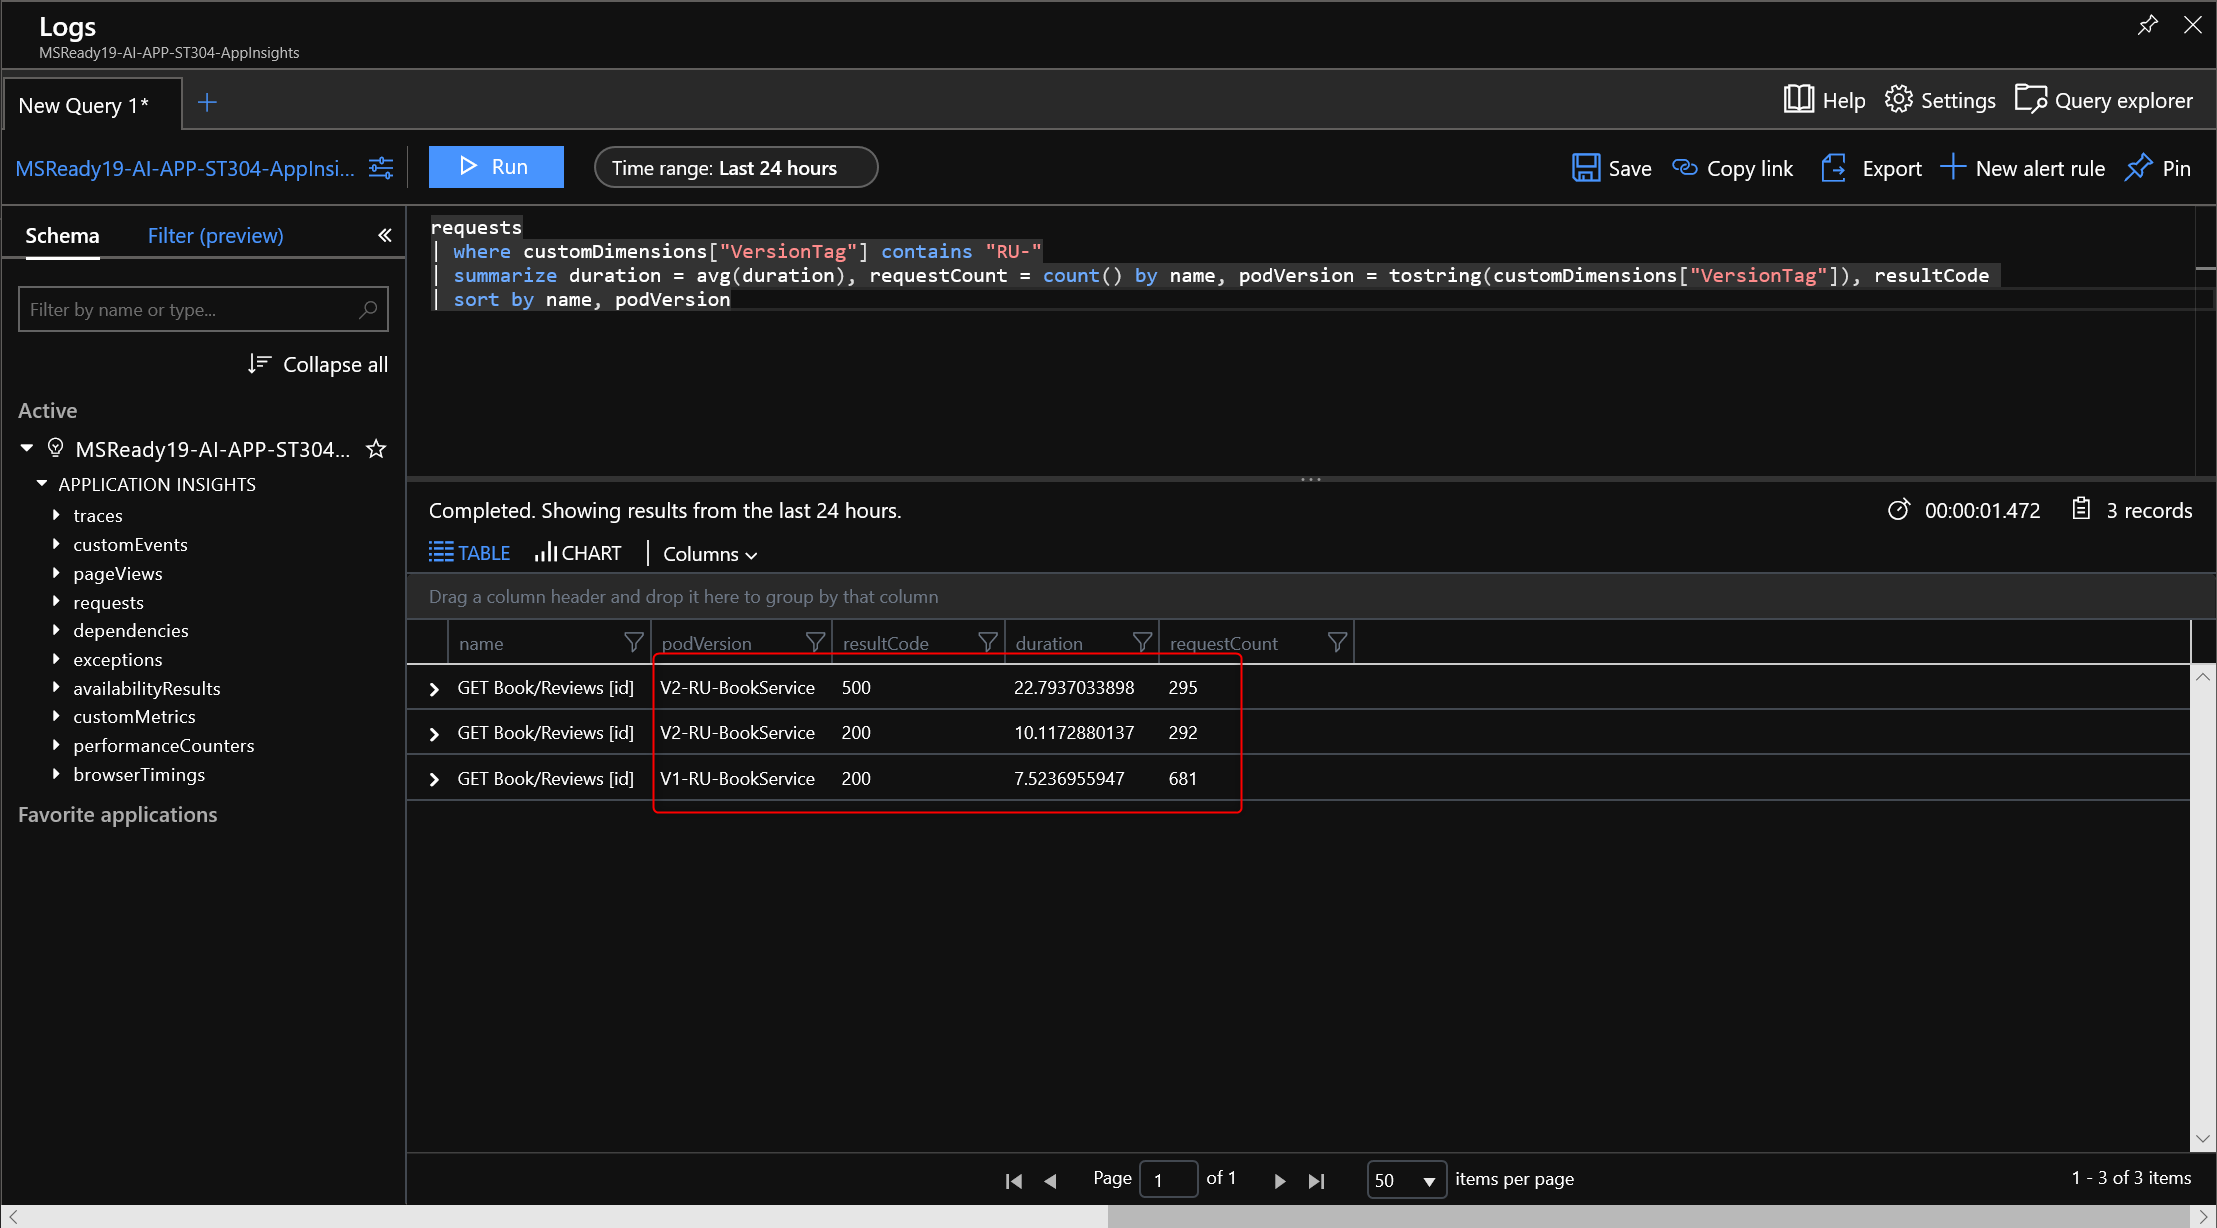 Logs
MSReady19-AI-APP-ST304-AppInsights
New Query 1*
Help
Settings
Query explorer
MSReady19-AI-APP-ST304-AppInsi...
Run
Time range: Last 24 hours
Save
Copy link
Export
New alert rule
Pin
Schema
Filter (preview)
Filter by name or type...
Collapse all
Active
MSReady19-AI-APP-ST304...
APPLICATION INSIGHTS
traces
customEvents
pageViews
requests
dependencies
exceptions
availabilityResults
customMetrics
performanceCounters
browserTimings
Favorite applications
requests
| where customDimensions["VersionTag"] contains "RU-"
| summarize duration = avg(duration), requestCount = count() by name, podVersion = tostring(customDimensions["VersionTag"]), resultCode
| sort by name, podVersion
Completed. Showing results from the last 24 hours.
00:00:01.472
3 records
TABLE
CHART
Columns
Drag a column header and drop it here to group by that column
name podVersion resultCode duration requestCount
GET Book/Reviews [id] V2-RU-BookService 500 22.7937033898 295
GET Book/Reviews [id] V2-RU-BookService 200 10.1172880137 292
GET Book/Reviews [id] V1-RU-BookService 200 7.5236955947 681
Page 1 of 1
50 items per page
1 - 3 of 3 items